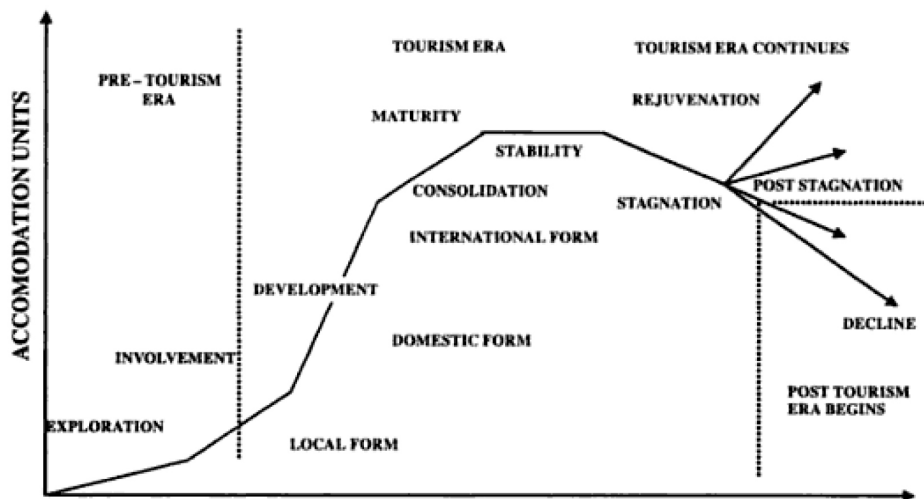 TOURISM ERA
TOURISM ERA CONTINUES
PRE – TOURISM
ERA
REJUVENATION
MATURITY
STABILITY
POST STAGNATION
CONSOLIDATION
STAGNATION
INTERNATIONAL FORM
DEVELOPMENT
DECLINE
DOMESTIC FORM
INVOLVEMENT
POST TOURISM
ERA BEGINS
EXPLORATION
LOCAL FORM
ACCOMODATION UNITS